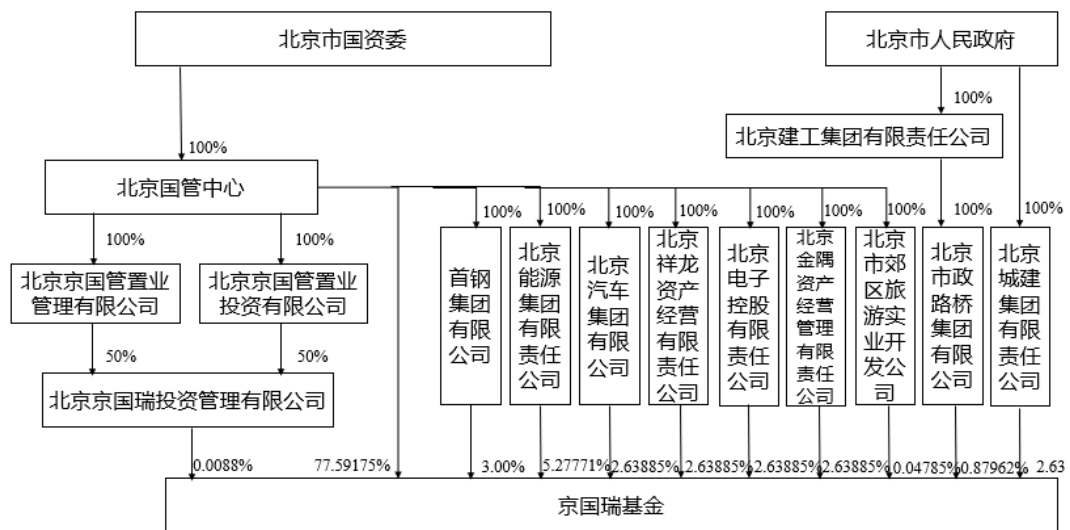 北京市国资委
北京市人民政府
100%
北京建工集团有限责任公司
100%
北京国管中心
100%
100%
100%
100%
100%
100%
100%
100%
100%
100%
100%
100%
北京京国管置业
管理有限公司
北京京国管置业
投资有限公司
首钢
集团
有限
公司
北京
能源
集团
有限
责任
公司
北京
汽车
集团
有限
公司
北京
祥龙
资产
经营
有限
责任
公司
北京
电子
控股
有限
责任
公司
北京
金隅
资产
经营
管理
有限
责任
公司
北京
市郊
区旅
游实
业开
发公
司
北京
市政
路桥
集团
有限
公司
北京
城建
集团
有限
责任
公司
50%
50%
北京京国瑞投资管理有限公司
0.0088%
77.59175%
3.00%
5.27771%
2.63885%
2.63885%
2.63885%
2.63885%
0.04785%
0.87962%
2.63
京国瑞基金